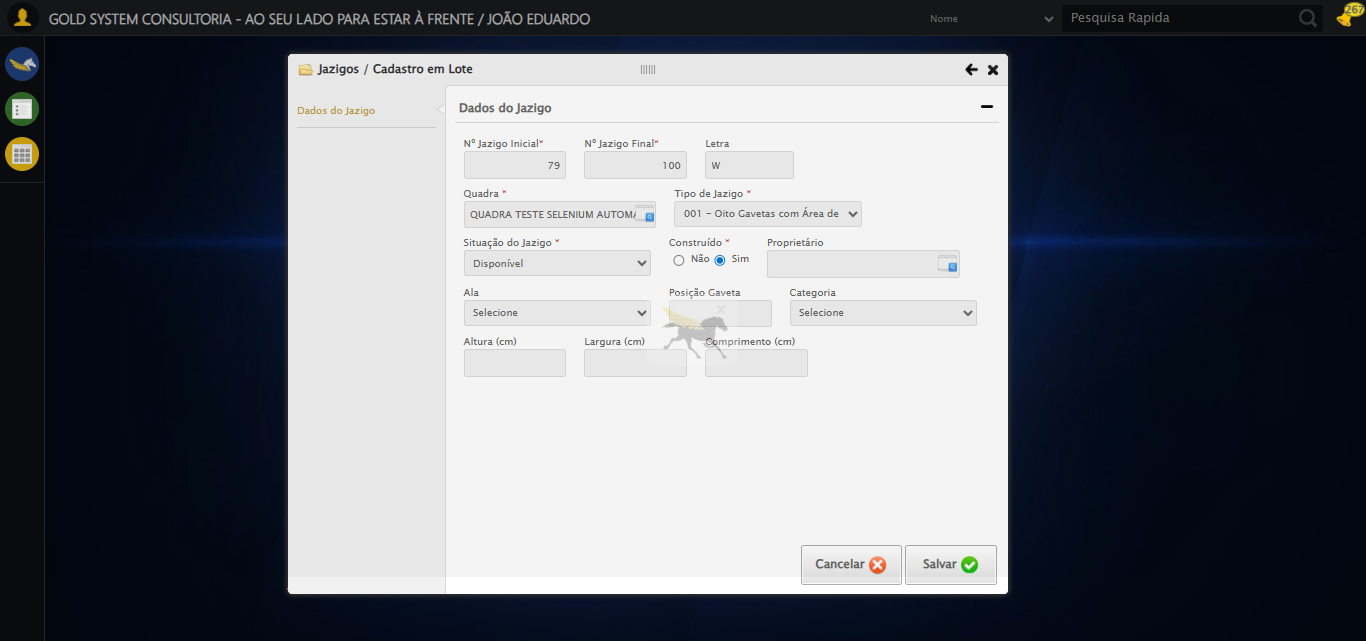 GOLD SYSTEM CONSULTORIA - AO SEU LADO PARA ESTAR À FRENTE / JOÃO EDUARDO
Nome
Pesquisa Rapida
267
Jazigos / Cadastro em Lote
Dados do Jazigo
Dados do Jazigo
Nº Jazigo Inicial* Nº Jazigo Final* Letra
79 100 W
Quadra * Tipo de Jazigo *
QUADRA TESTE SELENIUM AUTOMA 001 - Oito Gavetas com Área de
Situação do Jazigo * Construído * Proprietário
Disponível Não Sim
Ala Posição Gaveta Categoria
Selecione Selecione
Altura (cm) Largura (cm) Comprimento (cm)
Cancelar Salvar